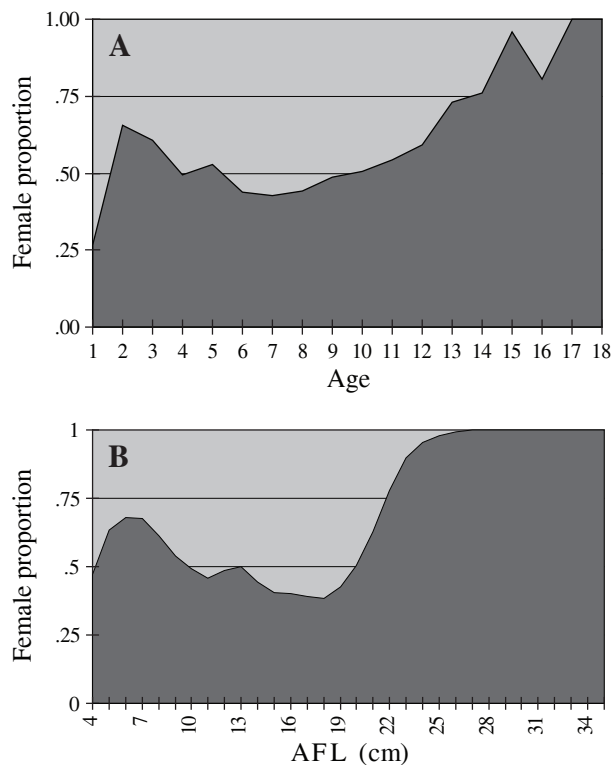 A
1.00
.75
.50
.25
.00
Female proportion
1 2 3 4 5 6 7 8 9 10 11 12 13 14 15 16 17 18
Age
B
1
.75
.5
.25
0
Female proportion
4 7 10 13 16 19 22 25 28 31 34
AFL (cm)